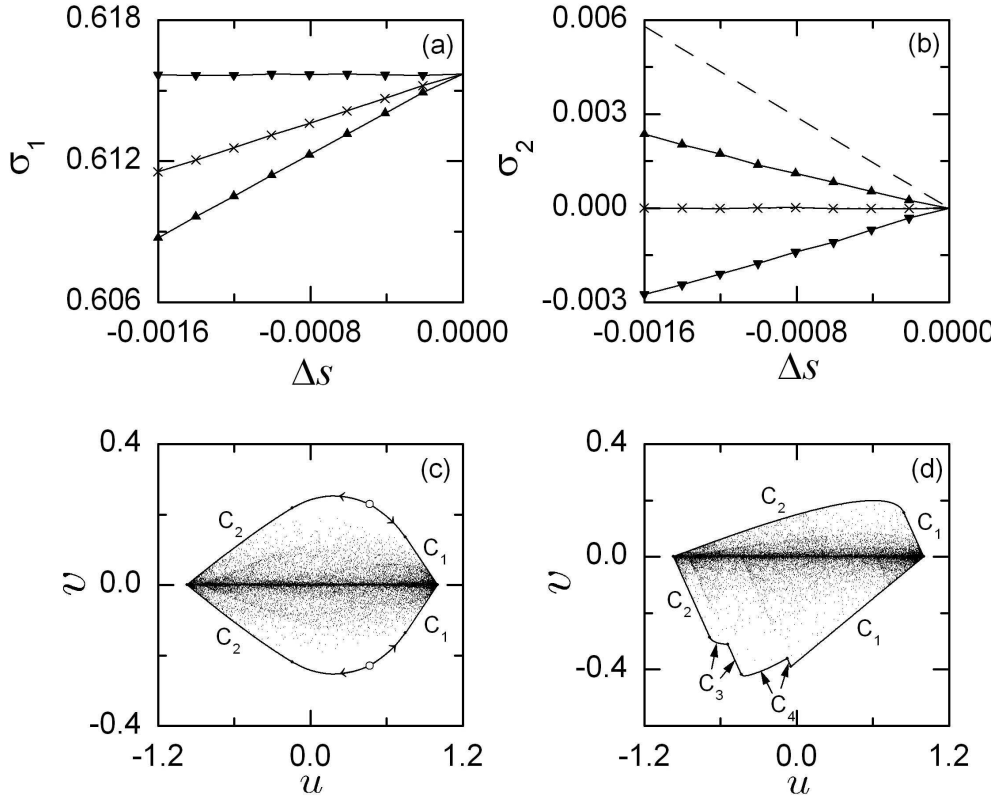 0.618
(a)
σ₁
0.612
0.606
-0.0016
-0.0008
0.0000
Δs
0.006
(b)
σ₂
0.003
0.000
-0.003
-0.0016
-0.0008
0.0000
Δs
0.4
(c)
C₂
C₁
v
0.0
C₂
C₁
-0.4
-1.2
0.0
1.2
u
0.4
(d)
C₂
C₁
v
0.0
C₂
C₁
-0.4
C₃
C₄
-1.2
0.0
1.2
u